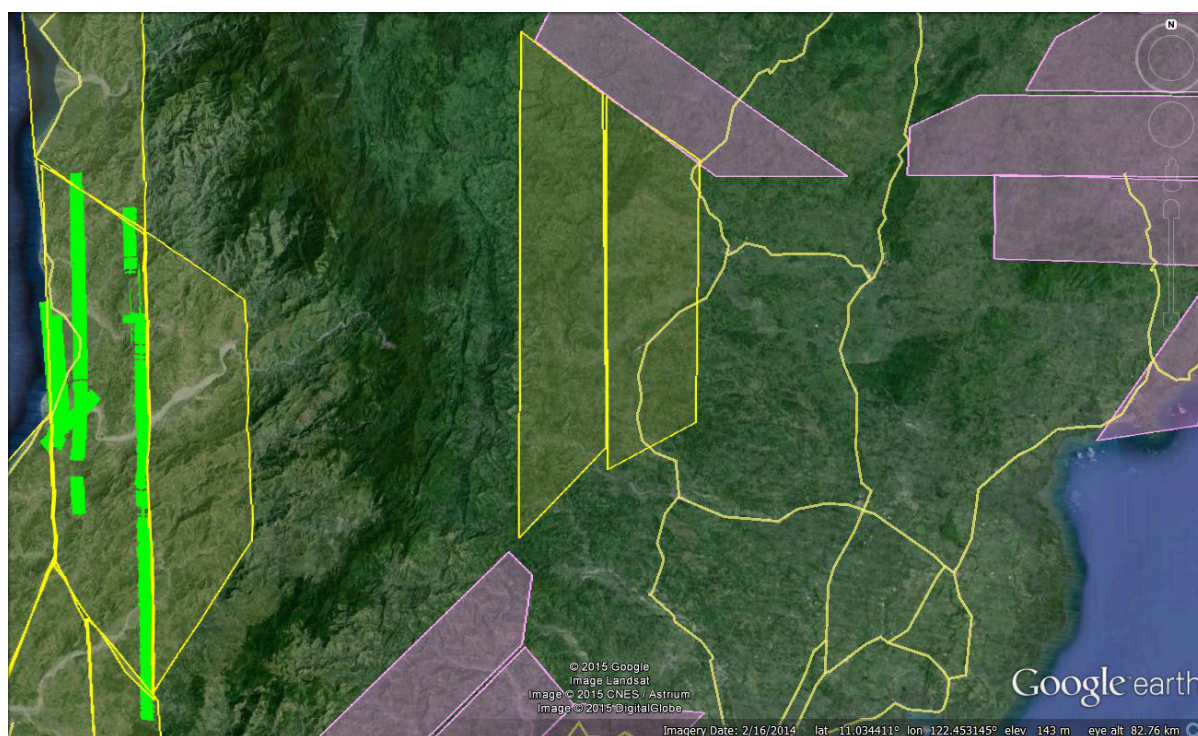 N
© 2015 Google
Image Landsat
Image © 2015 CNES / Astrium
Image © 2015 DigitalGlobe
Google earth
Imagery Date: 2/16/2014 lat 11.034411° lon 122.453145° elev 143 m eye alt 82.76 km